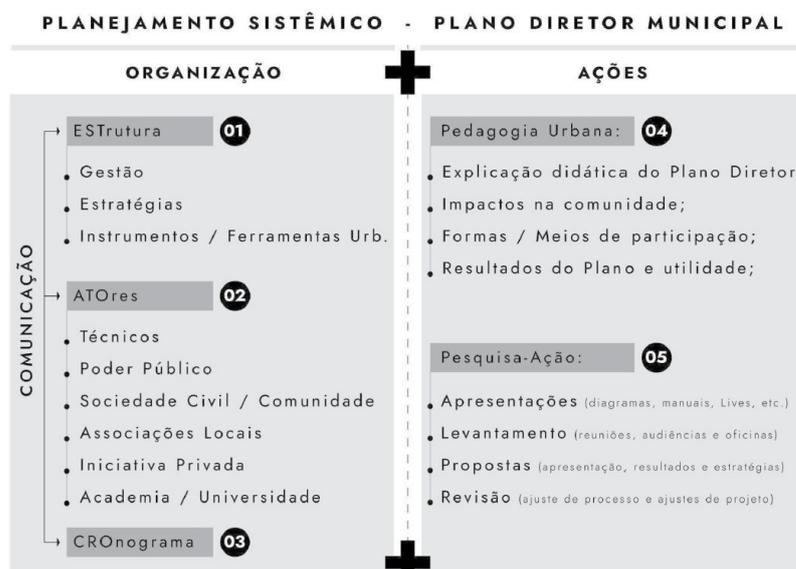 PLANEJAMENTO SISTÊMICO - PLANO DIRETOR MUNICIPAL
ORGANIZAÇÃO
COMUNICAÇÃO
ESTrutura 01
Gestão
Estratégias
Instrumentos / Ferramentas Urb.
ATOres 02
Técnicos
Poder Público
Sociedade Civil / Comunidade
Associações Locais
Iniciativa Privada
Academia / Universidade
CROnograma 03
AÇÕES
Pedagogia Urbana: 04
Explicação didática do Plano Diretor
Impactos na comunidade;
Formas / Meios de participação;
Resultados do Plano e utilidade;
Pesquisa-Ação: 05
Apresentações (diagramas, manuais, Lives, etc.)
Levantamento (reuniões, audiências e oficinas)
Propostas (apresentação, resultados e estratégias)
Revisão (ajuste de processo e ajustes de projeto)